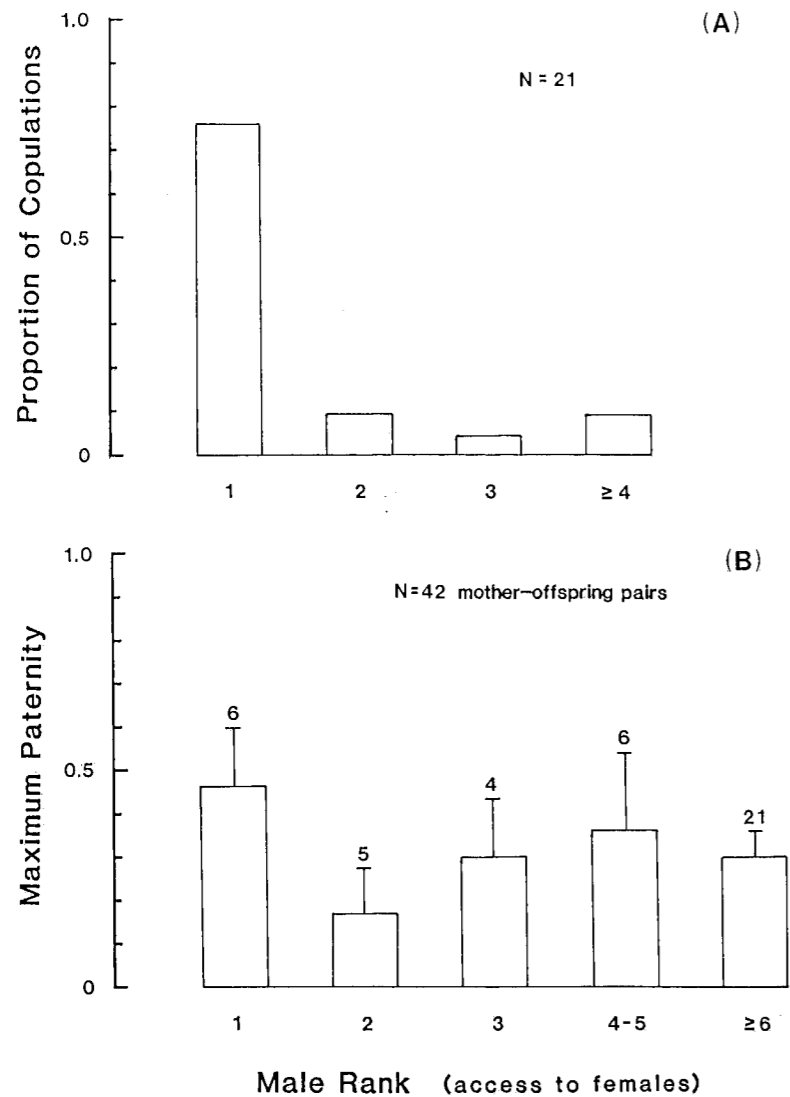 (A)
1.0
N = 21
0.5
0
Proportion of Copulations
1 2 3 ≥ 4
(B)
1.0
N=42 mother-offspring pairs
0.5
0
Maximum Paternity
6 5 4 6 21
1 2 3 4-5 ≥6
Male Rank (access to females)